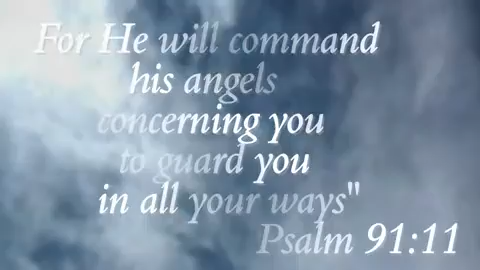 For He will command
his angels
concerning you
to guard you
in all your ways"
Psalm 91:11